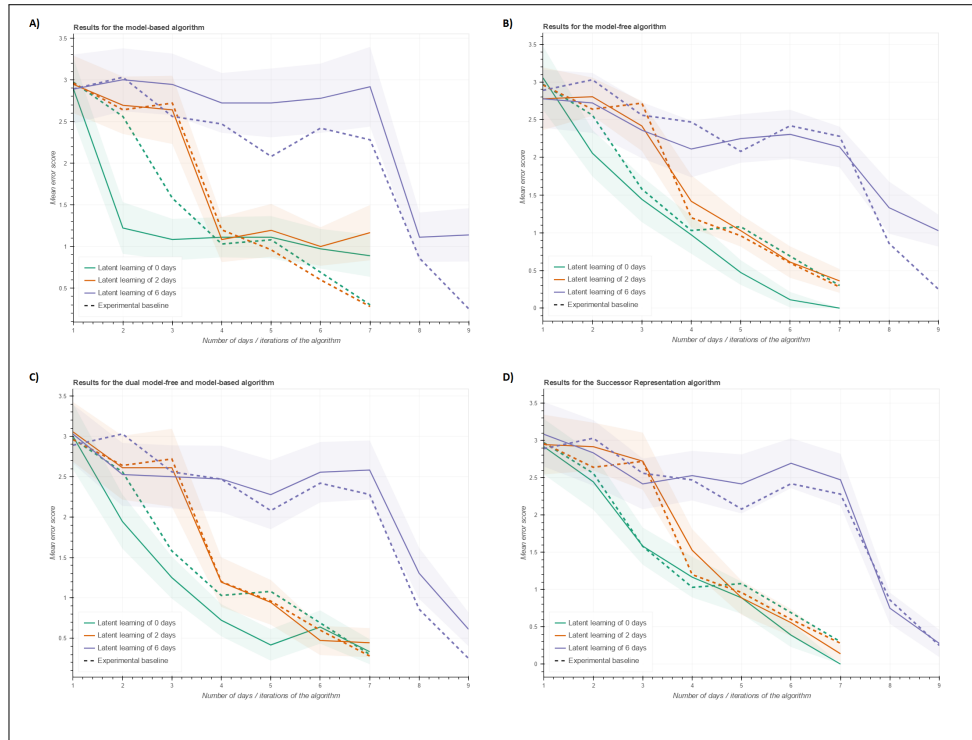 A)
Results for the model-based algorithm
3.5
3
2.5
2
1.5
1
0.5
Mean error score
Latent learning of 0 days
Latent learning of 2 days
Latent learning of 6 days
Experimental baseline
1 2 3 4 5 6 7 8 9
Number of days / iterations of the algorithm
B)
Results for the model-free algorithm
3.5
3
2.5
2
1.5
1
0.5
0
Mean error score
Latent learning of 0 days
Latent learning of 2 days
Latent learning of 6 days
Experimental baseline
1 2 3 4 5 6 7 8 9
Number of days / iterations of the algorithm
C)
Results for the dual model-free and model-based algorithm
3.5
3
2.5
2
1.5
1
0.5
Mean error score
Latent learning of 0 days
Latent learning of 2 days
Latent learning of 6 days
Experimental baseline
1 2 3 4 5 6 7 8 9
Number of days / iterations of the algorithm
D)
Results for the Successor Representation algorithm
3.5
3
2.5
2
1.5
1
0.5
0
Mean error score
Latent learning of 0 days
Latent learning of 2 days
Latent learning of 6 days
Experimental baseline
1 2 3 4 5 6 7 8 9
Number of days / iterations of the algorithm